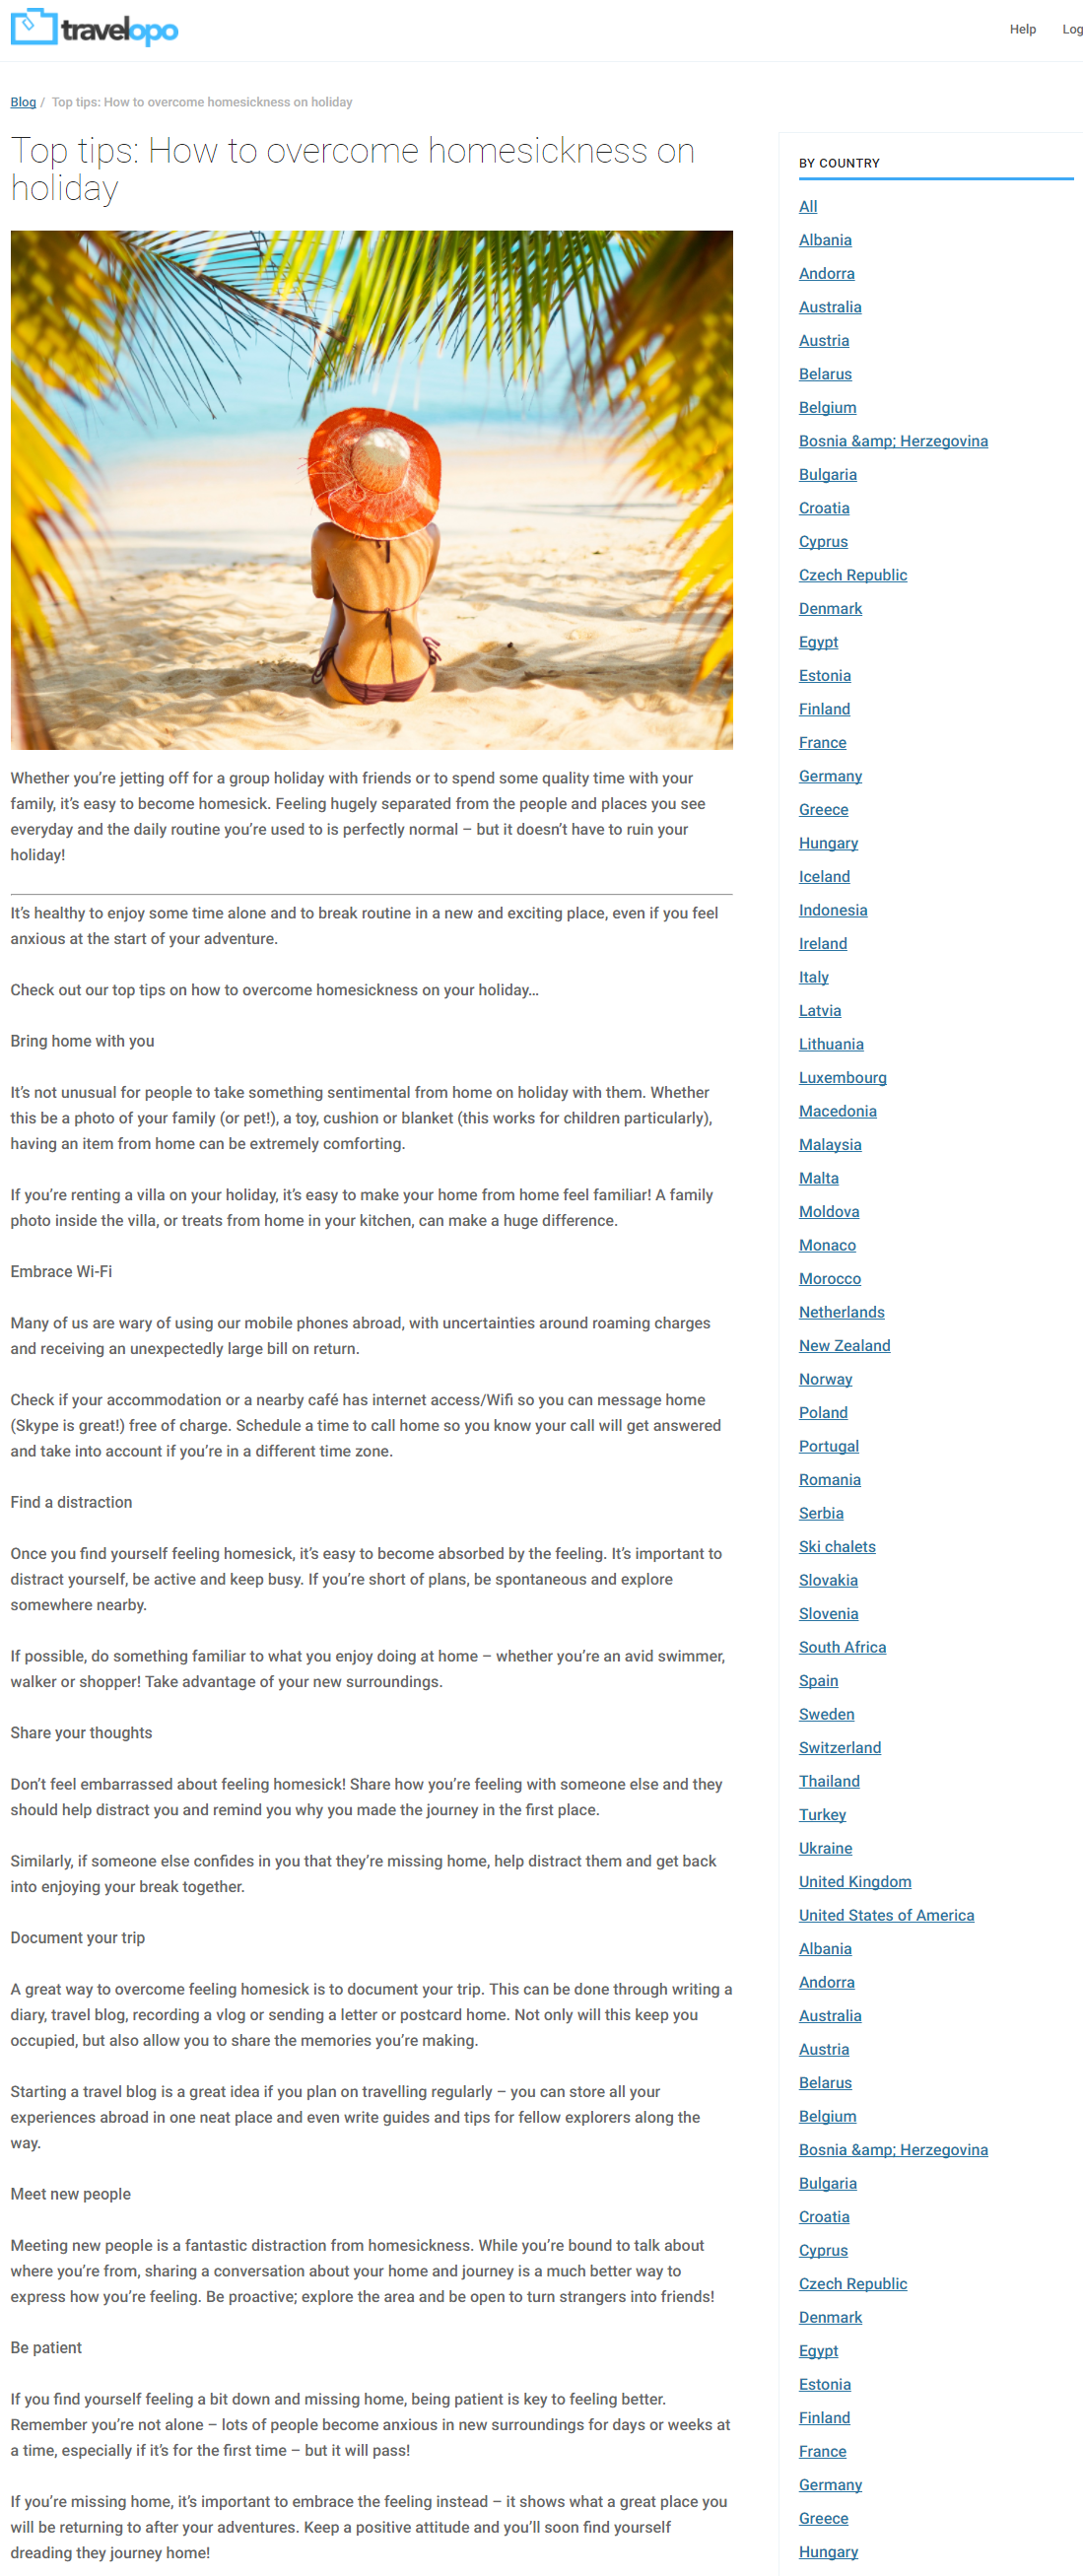 travelopo
Help
Log
Blog / Top tips: How to overcome homesickness on holiday
Top tips: How to overcome homesickness on
holiday
Whether you’re jetting off for a group holiday with friends or to spend some quality time with your
family, it’s easy to become homesick. Feeling hugely separated from the people and places you see
everyday and the daily routine you’re used to is perfectly normal – but it doesn’t have to ruin your
holiday!
It’s healthy to enjoy some time alone and to break routine in a new and exciting place, even if you feel
anxious at the start of your adventure.
Check out our top tips on how to overcome homesickness on your holiday…
Bring home with you
It’s not unusual for people to take something sentimental from home on holiday with them. Whether
this be a photo of your family (or pet!), a toy, cushion or blanket (this works for children particularly),
having an item from home can be extremely comforting.
If you’re renting a villa on your holiday, it’s easy to make your home from home feel familiar! A family
photo inside the villa, or treats from home in your kitchen, can make a huge difference.
Embrace Wi-Fi
Many of us are wary of using our mobile phones abroad, with uncertainties around roaming charges
and receiving an unexpectedly large bill on return.
Check if your accommodation or a nearby café has internet access/Wifi so you can message home
(Skype is great!) free of charge. Schedule a time to call home so you know your call will get answered
and take into account if you’re in a different time zone.
Find a distraction
Once you find yourself feeling homesick, it’s easy to become absorbed by the feeling. It’s important to
distract yourself, be active and keep busy. If you’re short of plans, be spontaneous and explore
somewhere nearby.
If possible, do something familiar to what you enjoy doing at home – whether you’re an avid swimmer,
walker or shopper! Take advantage of your new surroundings.
Share your thoughts
Don’t feel embarrassed about feeling homesick! Share how you’re feeling with someone else and they
should help distract you and remind you why you made the journey in the first place.
Similarly, if someone else confides in you that they’re missing home, help distract them and get back
into enjoying your break together.
Document your trip
A great way to overcome feeling homesick is to document your trip. This can be done through writing a
diary, travel blog, recording a vlog or sending a letter or postcard home. Not only will this keep you
occupied, but also allow you to share the memories you’re making.
Starting a travel blog is a great idea if you plan on travelling regularly – you can store all your
experiences abroad in one neat place and even write guides and tips for fellow explorers along the
way.
Meet new people
Meeting new people is a fantastic distraction from homesickness. While you’re bound to talk about
where you’re from, sharing a conversation about your home and journey is a much better way to
express how you’re feeling. Be proactive; explore the area and be open to turn strangers into friends!
Be patient
If you find yourself feeling a bit down and missing home, being patient is key to feeling better.
Remember you’re not alone – lots of people become anxious in new surroundings for days or weeks at
a time, especially if it’s for the first time – but it will pass!
If you’re missing home, it’s important to embrace the feeling instead – it shows what a great place you
will be returning to after your adventures. Keep a positive attitude and you’ll soon find yourself
dreading they journey home!
BY COUNTRY
All
Albania
Andorra
Australia
Austria
Belarus
Belgium
Bosnia &amp; Herzegovina
Bulgaria
Croatia
Cyprus
Czech Republic
Denmark
Egypt
Estonia
Finland
France
Germany
Greece
Hungary
Iceland
Indonesia
Ireland
Italy
Latvia
Lithuania
Luxembourg
Macedonia
Malaysia
Malta
Moldova
Monaco
Morocco
Netherlands
New Zealand
Norway
Poland
Portugal
Romania
Serbia
Ski chalets
Slovakia
Slovenia
South Africa
Spain
Sweden
Switzerland
Thailand
Turkey
Ukraine
United Kingdom
United States of America
Albania
Andorra
Australia
Austria
Belarus
Belgium
Bosnia &amp; Herzegovina
Bulgaria
Croatia
Cyprus
Czech Republic
Denmark
Egypt
Estonia
Finland
France
Germany
Greece
Hungary